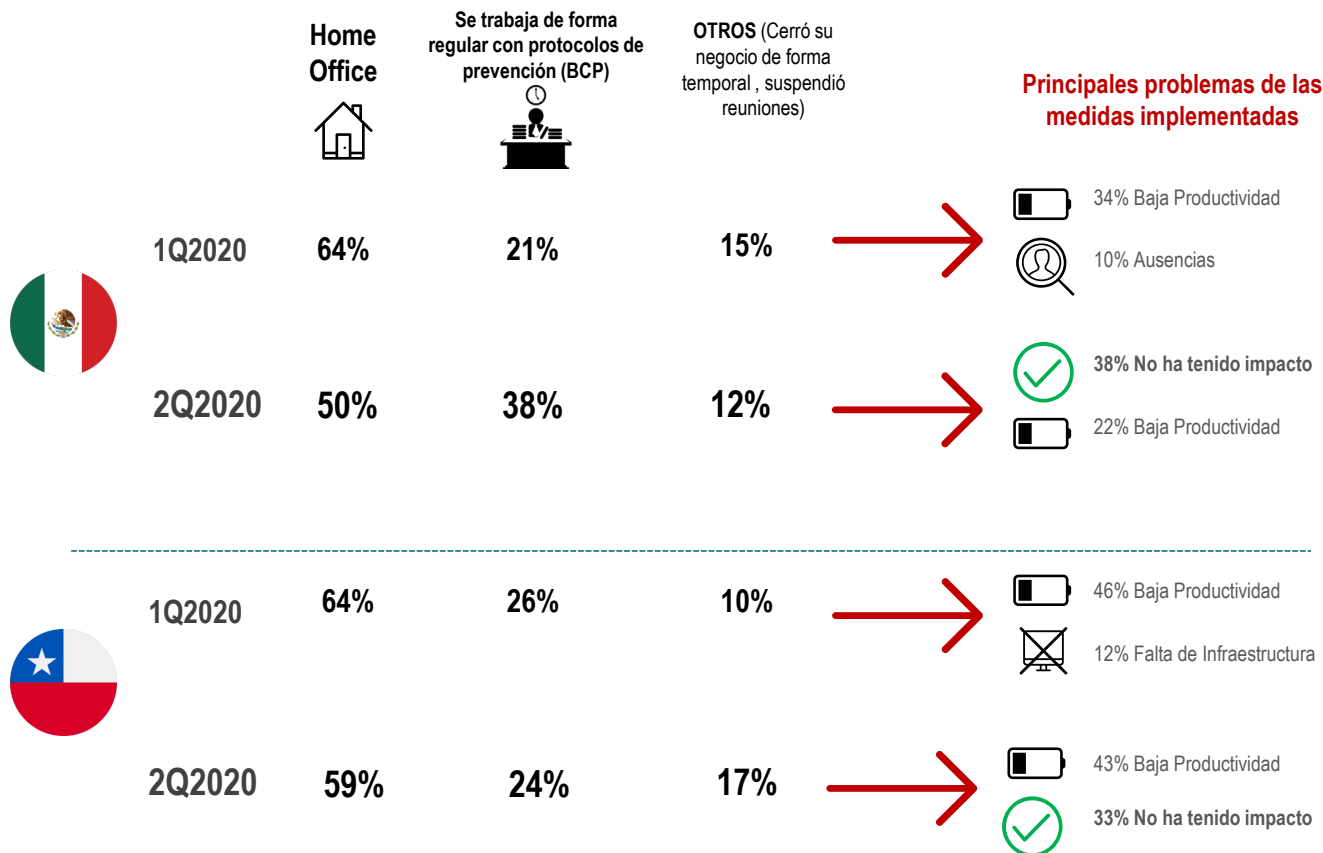 Home
Office
Se trabaja de forma
regular con protocolos de
prevención (BCP)
OTROS (Cerró su
negocio de forma
temporal , suspendió
reuniones)
Principales problemas de las
medidas implementadas
1Q2020 64% 21% 15%
34% Baja Productividad
10% Ausencias
2Q2020 50% 38% 12%
38% No ha tenido impacto
22% Baja Productividad
1Q2020 64% 26% 10%
46% Baja Productividad
12% Falta de Infraestructura
2Q2020 59% 24% 17%
43% Baja Productividad
33% No ha tenido impacto